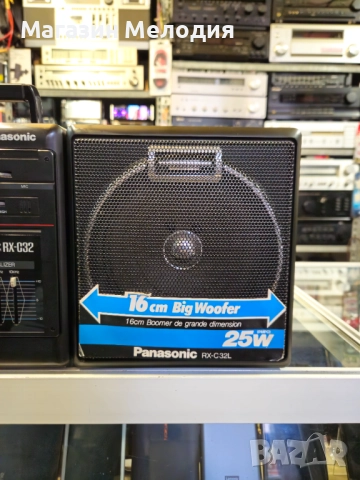 Магазин Мелодия
Panasonic
RX-C32
16cm Big Woofer
16cm Boomer de grande dimension
25W
Panasonic RX-C32L
BAZAR